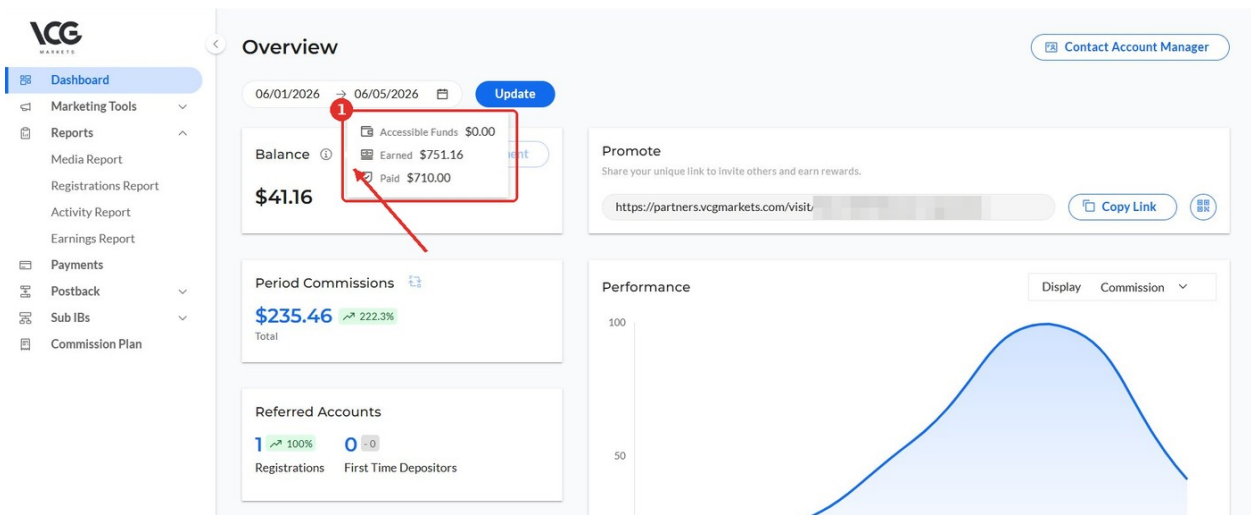 VCG
MARKETS
Dashboard
Marketing Tools
Reports
Media Report
Registrations Report
Activity Report
Earnings Report
Payments
Postback
Sub IBs
Commission Plan
Overview
Contact Account Manager
06/01/2026 → 06/05/2026
Update
1
Accessible Funds $0.00
Earned $751.16
Paid $710.00
Balance
$41.16
Promote
Share your unique link to invite others and earn rewards.
https://partners.vcgmarkets.com/visit/
Copy Link
Period Commissions
$235.46 222.3%
Total
Referred Accounts
1 100% 0 - 0
Registrations First Time Depositors
Performance
Display Commission
100
50